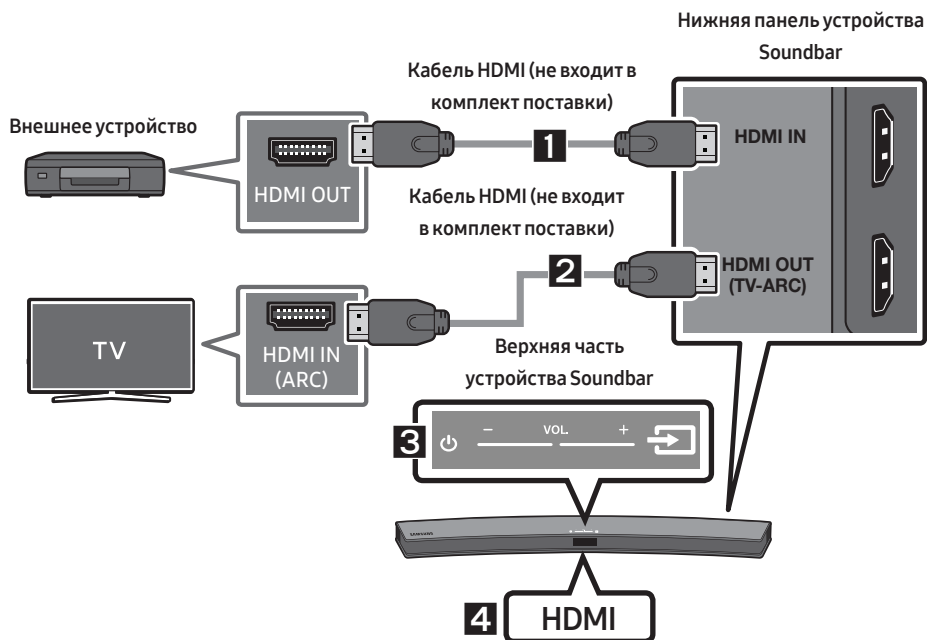 Нижняя панель устройства
Soundbar
Кабель HDMI (не входит в
комплект поставки)
Внешнее устройство
1
HDMI IN
HDMI OUT
Кабель HDMI (не входит
в комплект поставки)
2
HDMI OUT
(TV-ARC)
TV
HDMI IN
(ARC)
Верхняя часть
устройства Soundbar
3
- VOL. +
SAMSUNG
4 HDMI